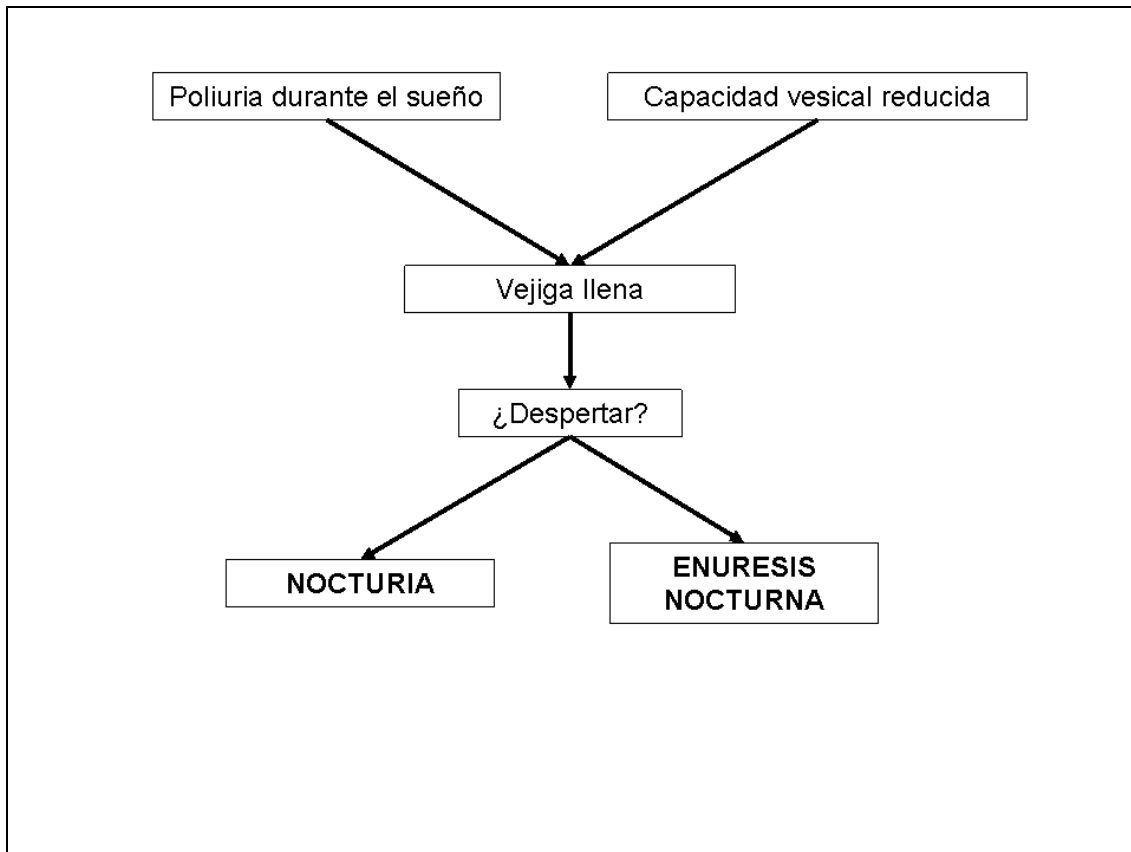 Poliuria durante el sueño
Capacidad vesical reducida
Vejiga llena
¿Despertar?
NOCTURIA
ENURESIS
NOCTURNA